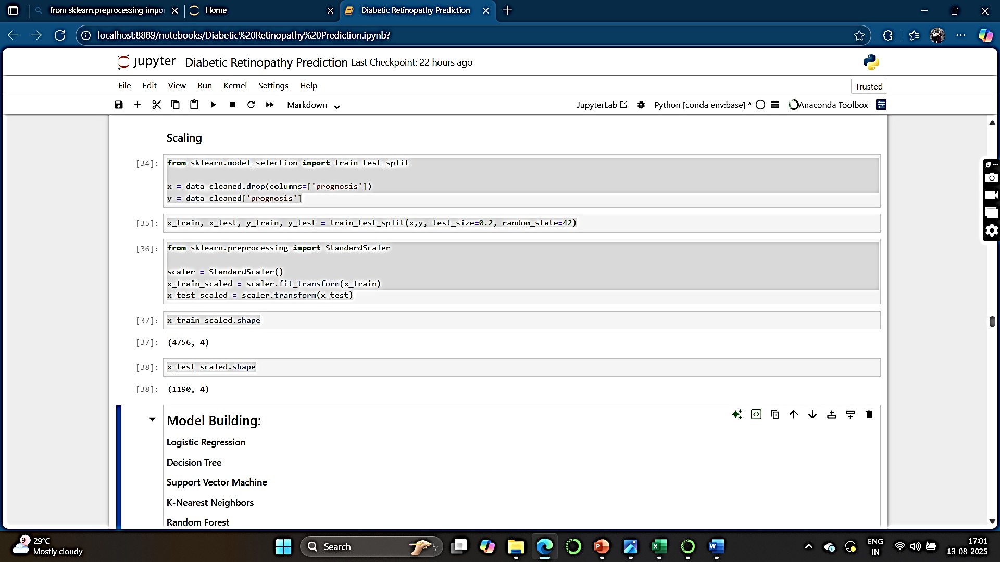 from sklearn.preprocessing impor
Home
Diabetic Retinopathy Prediction
localhost:8889/notebooks/Diabetic%20Retinopathy%20Prediction.ipynb?
jupyter Diabetic Retinopathy Prediction Last Checkpoint: 22 hours ago
File Edit View Run Kernel Settings Help
Trusted
Markdown
JupyterLab
Python [conda env:base] *
Anaconda Toolbox
Scaling
[34]: from sklearn.model_selection import train_test_split
x = data_cleaned.drop(columns=['prognosis'])
y = data_cleaned['prognosis']
[35]: x_train, x_test, y_train, y_test = train_test_split(x,y, test_size=0.2, random_state=42)
[36]: from sklearn.preprocessing import StandardScaler
scaler = StandardScaler()
x_train_scaled = scaler.fit_transform(x_train)
x_test_scaled = scaler.transform(x_test)
[37]: x_train_scaled.shape
[37]: (4756, 4)
[38]: x_test_scaled.shape
[38]: (1190, 4)
Model Building:
Logistic Regression
Decision Tree
Support Vector Machine
K-Nearest Neighbors
Random Forest
9+
29°C
Mostly cloudy
Search
ENG
IN
17:01
13-08-2025